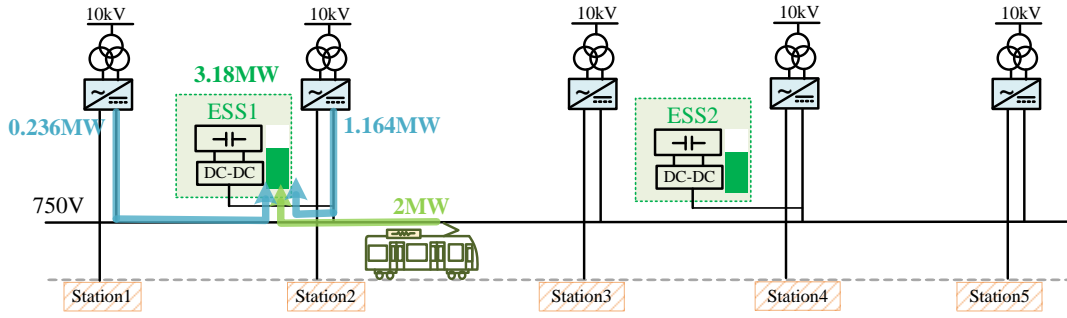 10kV
10kV
10kV
10kV
10kV
3.18MW
ESS1
ESS2
0.236MW
1.164MW
DC-DC
DC-DC
750V
2MW
Station1
Station2
Station3
Station4
Station5